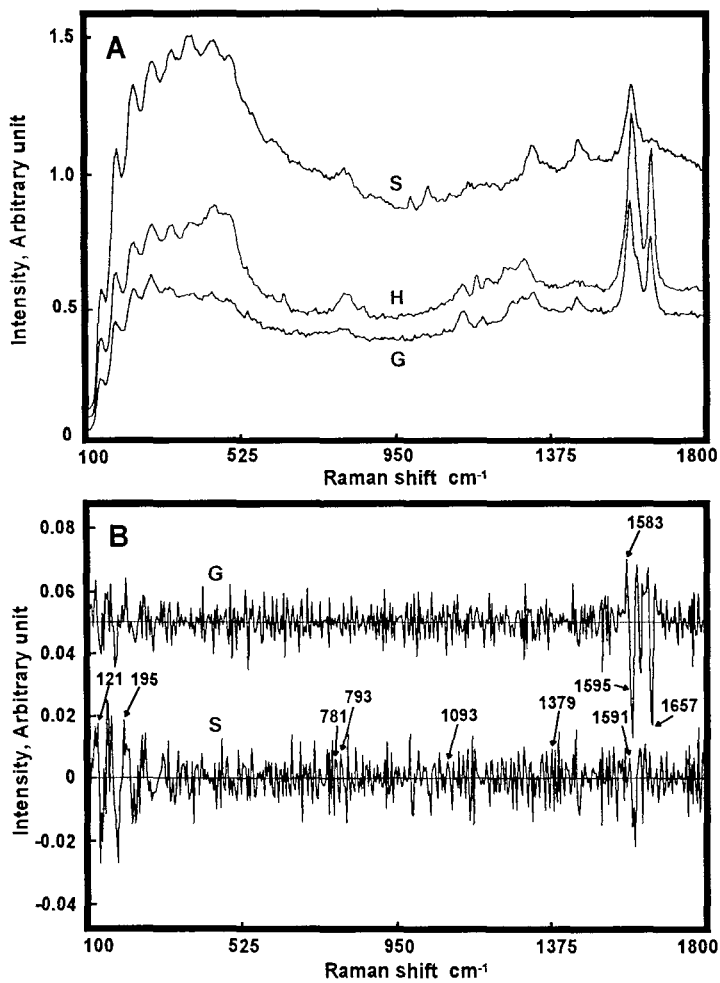 A
Intensity, Arbitrary unit
1.5
1.0
0.5
0
S
H
G
100 525 950 1375 1800
Raman shift cm-1
B
Intensity, Arbitrary unit
0.08
0.06
0.04
0.02
0
-0.02
-0.04
1583
G
121 195
781 793
1093
1379
1595
1591
1657
S
100 525 950 1375 1800
Raman shift cm-1